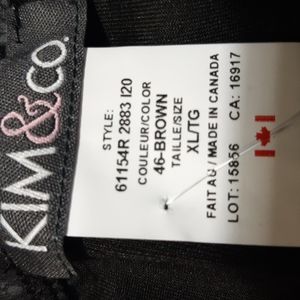 KIM&CO.
STYLE:
61154R 2883 I20
COULEUR/COLOR
46-BROWN
TAILLE/SIZE
XL/TG
FAIT AU / MADE IN CANADA
LOT: 15856 CA: 16917